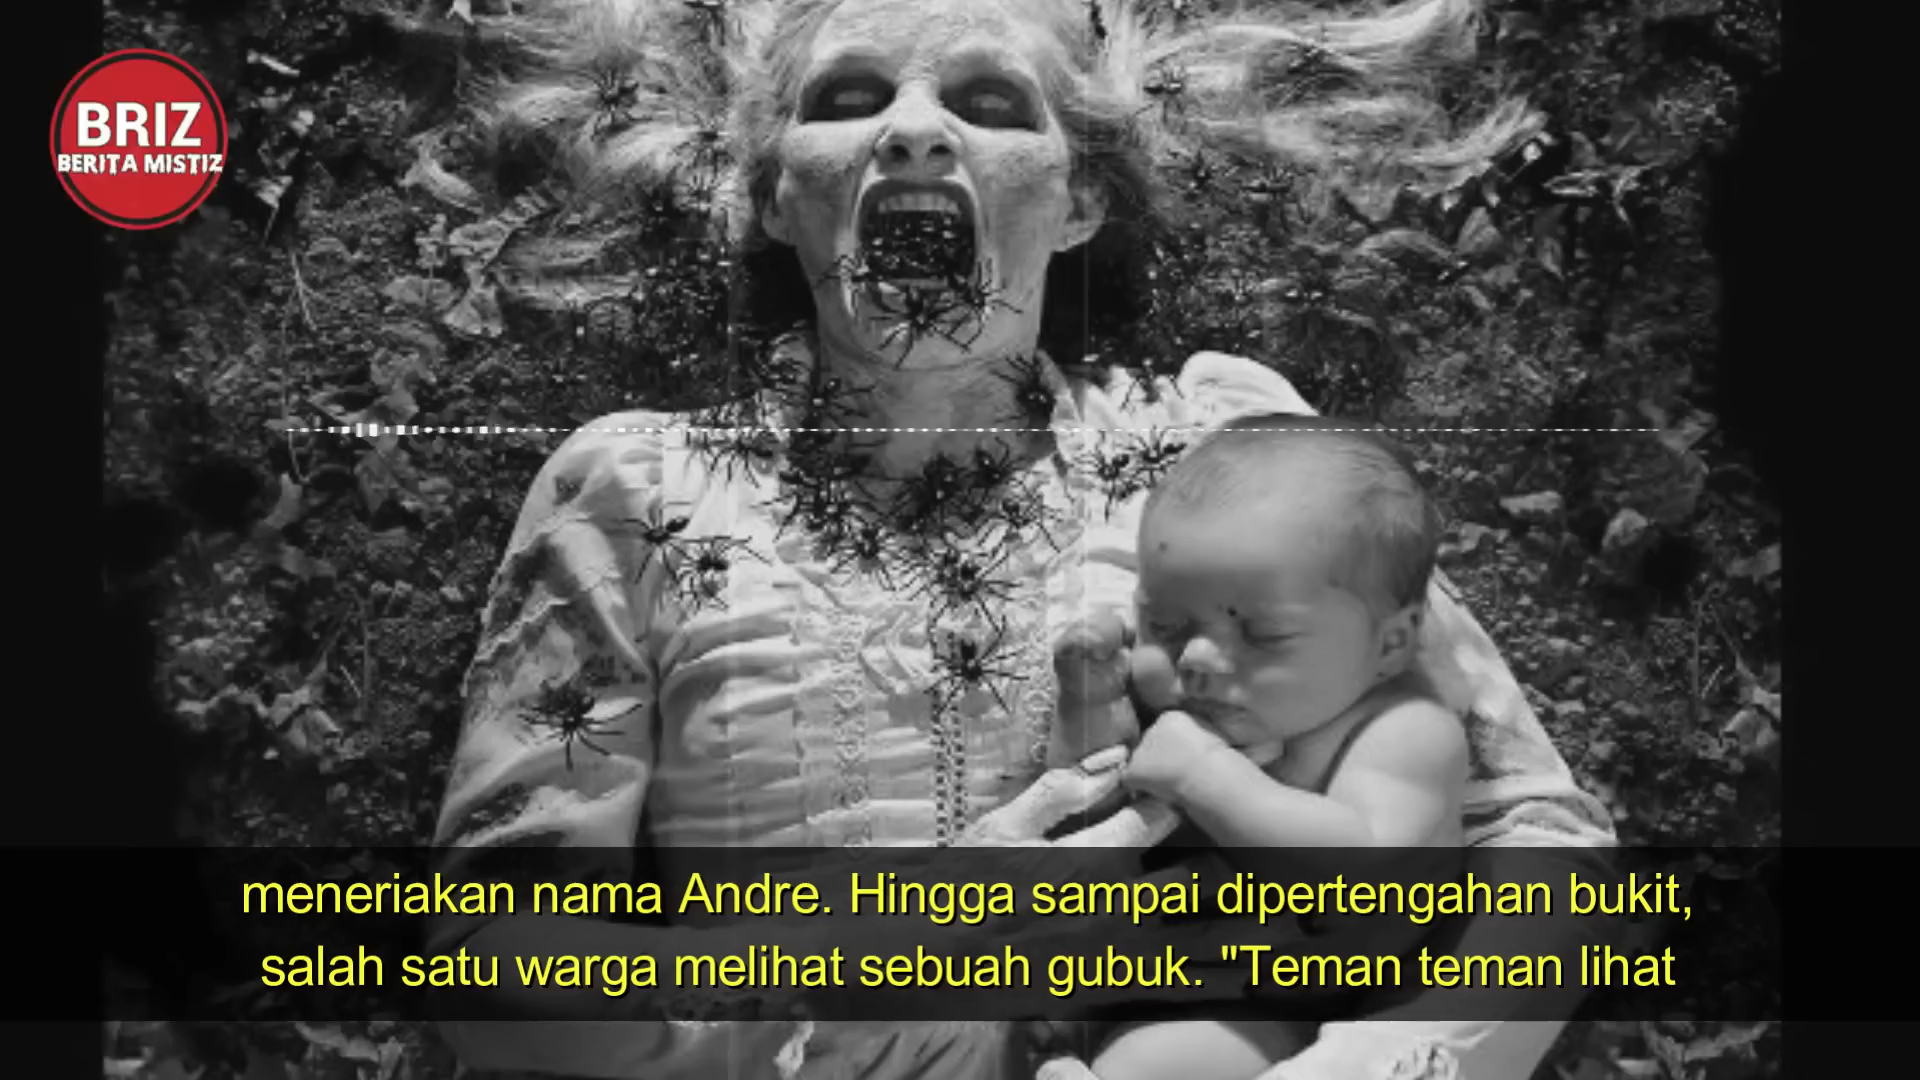 BRIZ
BERITA MISTIZ
meneriakan nama Andre. Hingga sampai dipertengahan bukit,
salah satu warga melihat sebuah gubuk. "Teman teman lihat